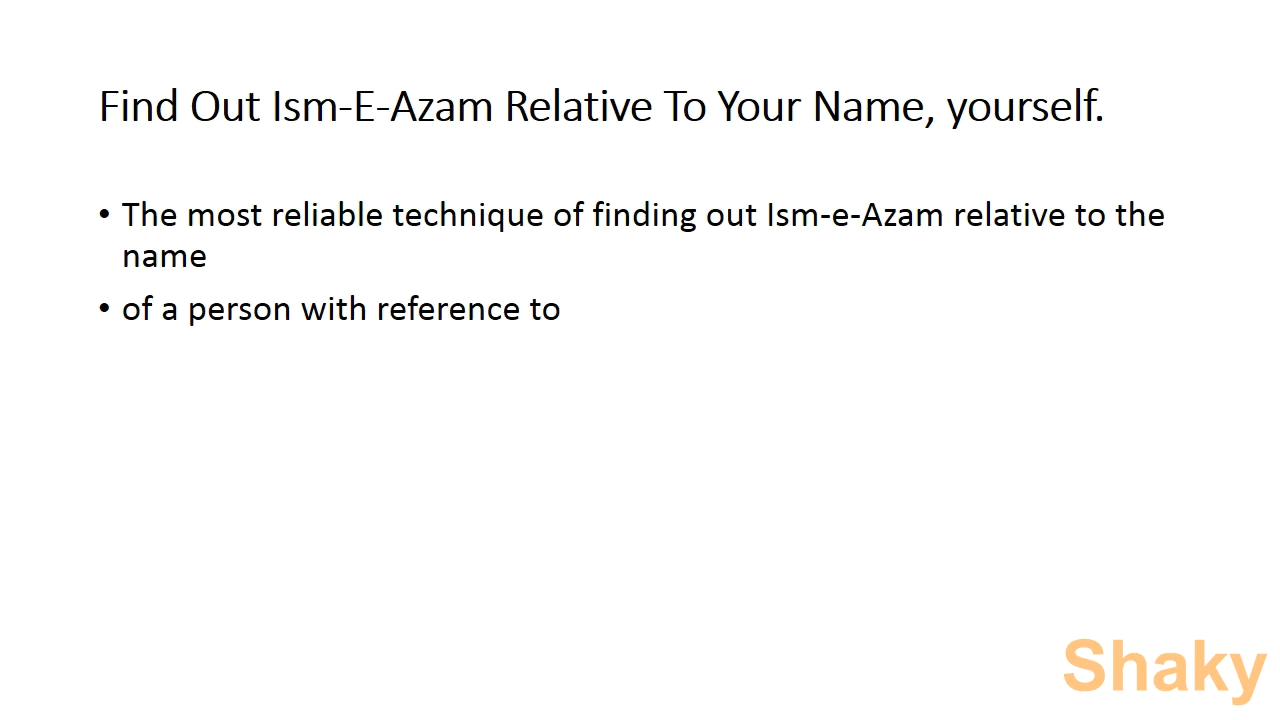 Find Out Ism-E-Azam Relative To Your Name, yourself.
• The most reliable technique of finding out Ism-e-Azam relative to the
name
• of a person with reference to
Shaky